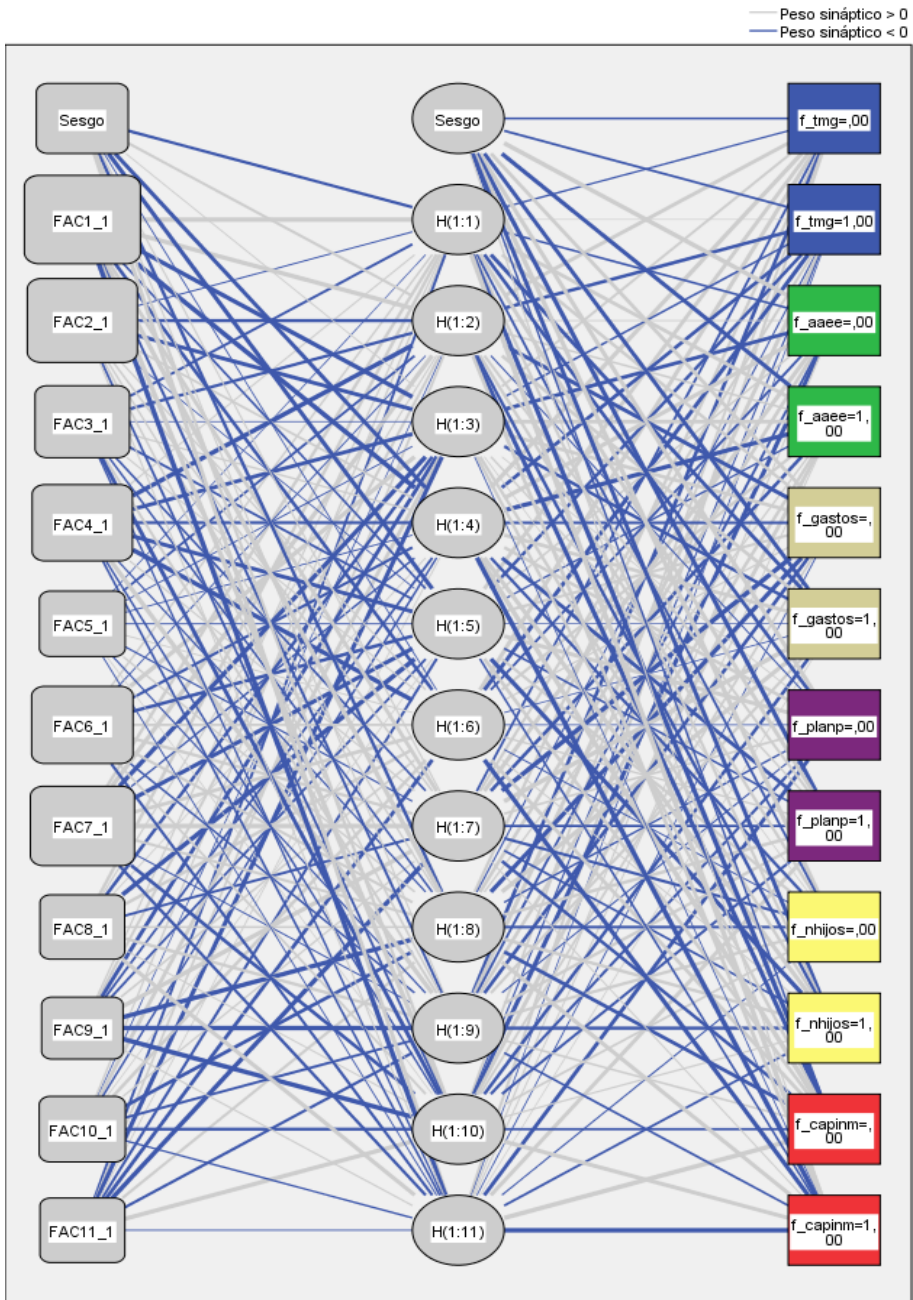 Peso sináptico > 0
Peso sináptico < 0
Sesgo
FAC1_1
FAC2_1
FAC3_1
FAC4_1
FAC5_1
FAC6_1
FAC7_1
FAC8_1
FAC9_1
FAC10_1
FAC11_1
Sesgo
H(1:1)
H(1:2)
H(1:3)
H(1:4)
H(1:5)
H(1:6)
H(1:7)
H(1:8)
H(1:9)
H(1:10)
H(1:11)
f_tmg=,00
f_tmg=1,00
f_aaee=,00
f_aaee=1,
00
f_gastos=,
00
f_gastos=1,
00
f_planp=,00
f_planp=1,
00
f_nhijos=,00
f_nhijos=1,
00
f_capinm=,
00
f_capinm=1,
00